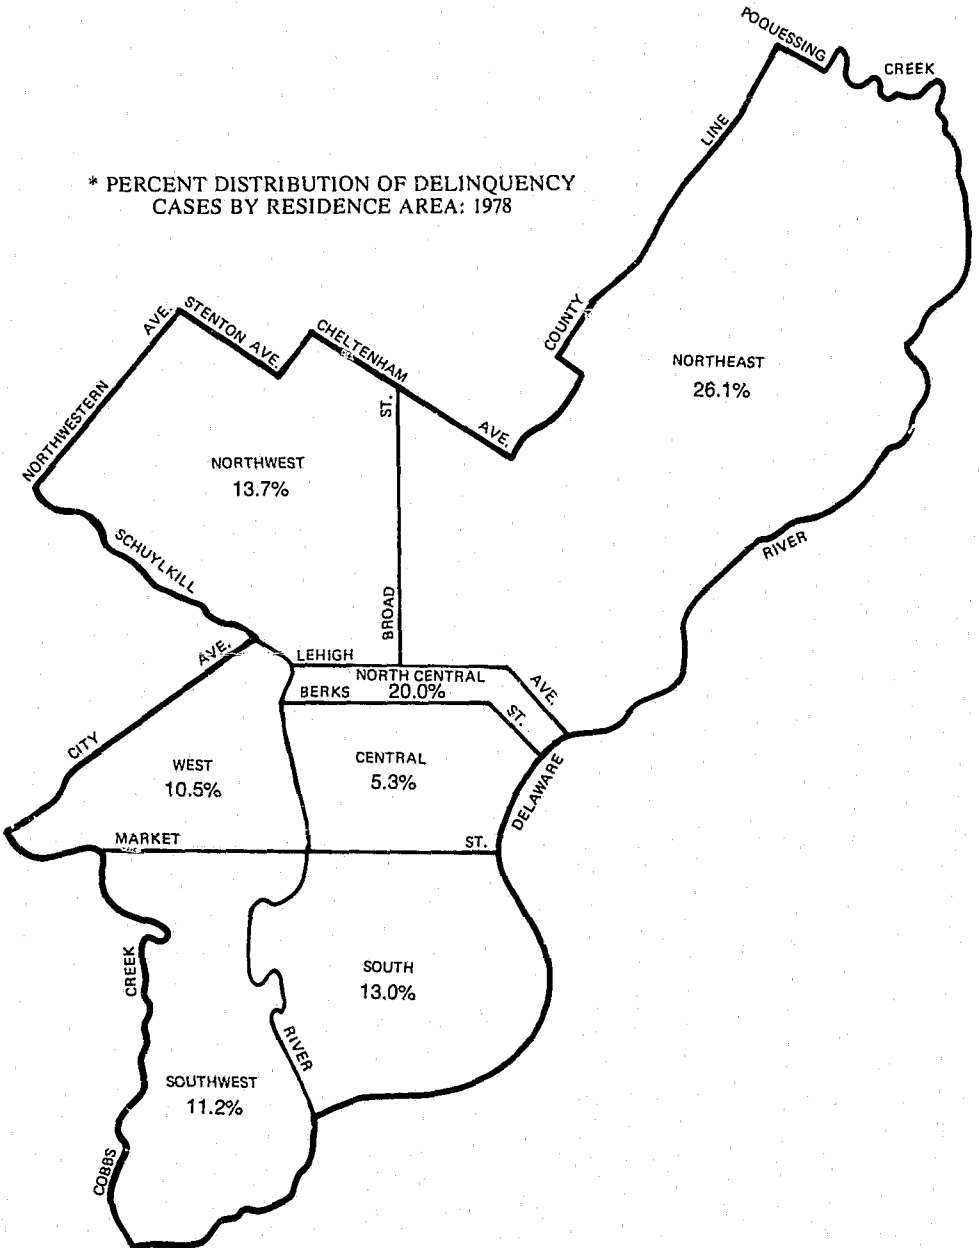 POQUESSING
CREEK
LINE
* PERCENT DISTRIBUTION OF DELINQUENCY
CASES BY RESIDENCE AREA: 1978
COUNTY
NORTHEAST
26.1%
NORTHWESTERN AVE.
STENTON AVE.
CHELTENHAM AVE.
NORTHWEST
13.7%
BROAD ST.
SCHUYLKILL
RIVER
CITY AVE.
LEHIGH AVE.
NORTH CENTRAL
20.0%
BERKS ST.
WEST
10.5%
CENTRAL
5.3%
DELAWARE
MARKET ST.
CREEK
SOUTH
13.0%
RIVER
SOUTHWEST
11.2%
COBBS